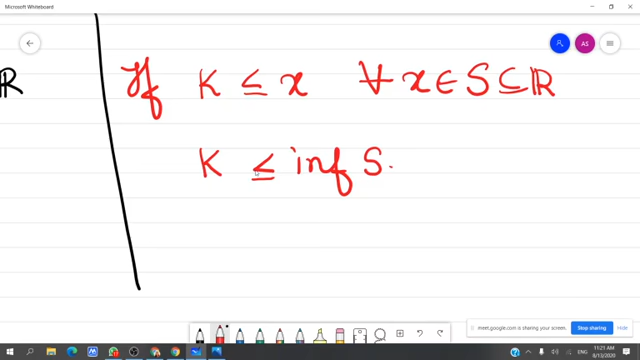 Microsoft Whiteboard
AS
ℝ
If K ≤ x ∀ x ∈ S ⊆ ℝ
K ≤ inf S.
meet.google.com is sharing your screen.
Stop sharing
Hide
ENG
11:21 AM
8/13/2020